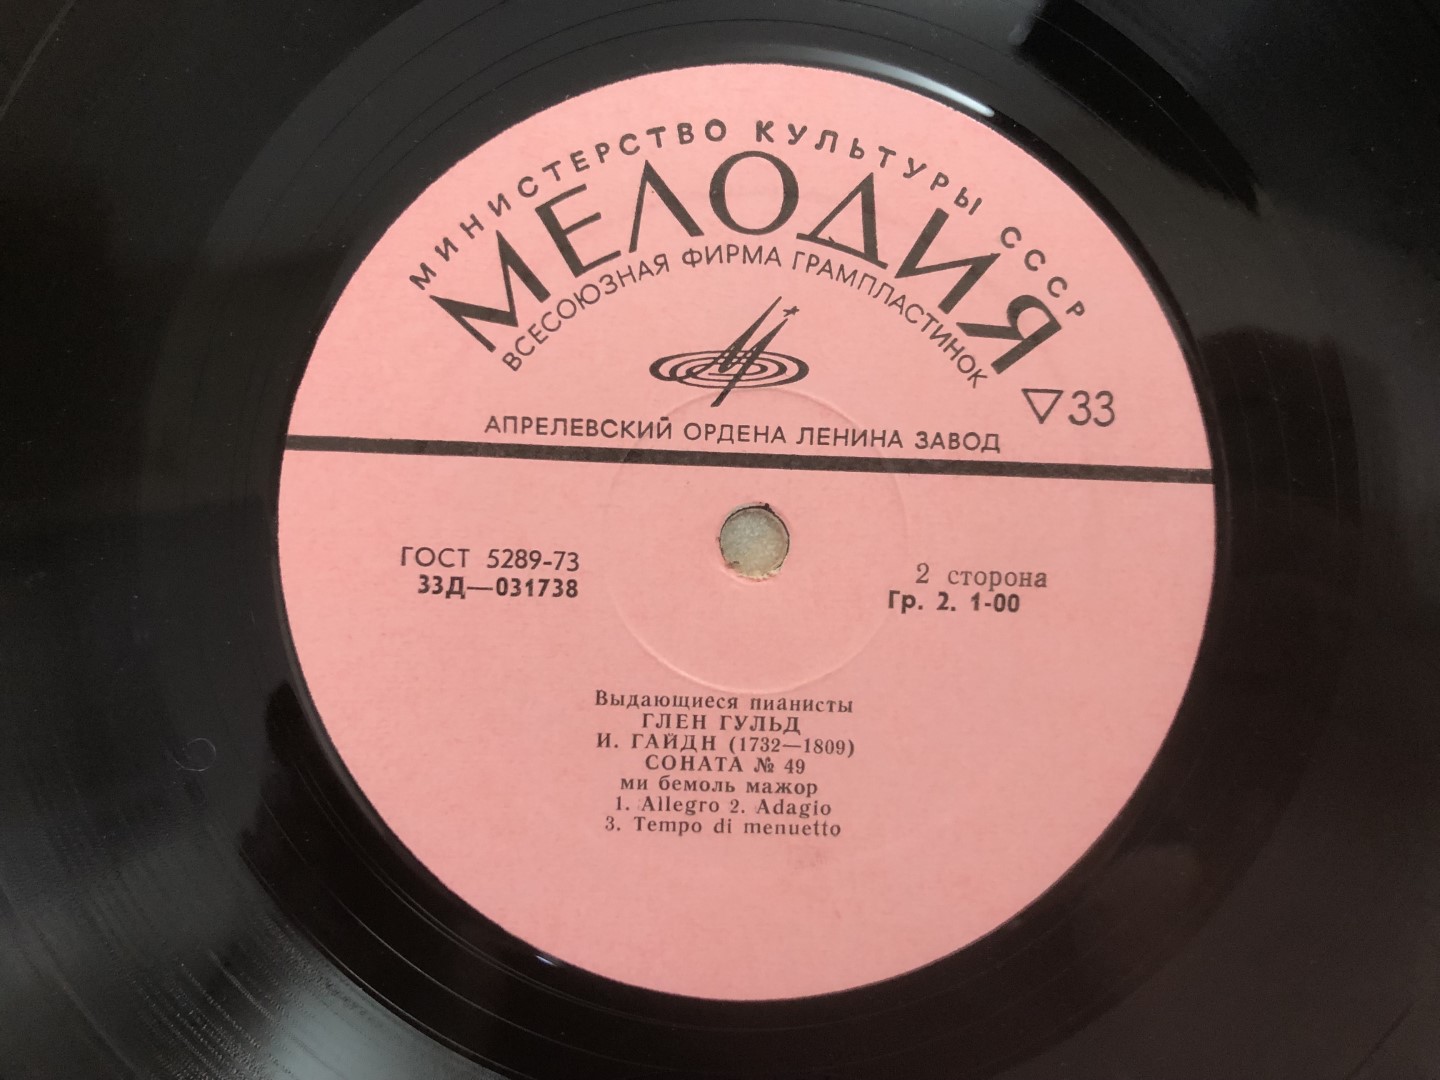 МИНИСТЕРСТВО КУЛЬТУРЫ СССР
МЕЛОДИЯ
ВСЕСОЮЗНАЯ ФИРМА ГРАМПЛАСТИНОК
▽33
АПРЕЛЕВСКИЙ ОРДЕНА ЛЕНИНА ЗАВОД
ГОСТ 5289-73
33Д—031738
2 сторона
Гр. 2. 1-00
Выдающиеся пианисты
ГЛЕН ГУЛЬД
И. ГАЙДН (1732—1809)
СОНАТА № 49
ми бемоль мажор
1. Allegro 2. Adagio
3. Tempo di menuetto